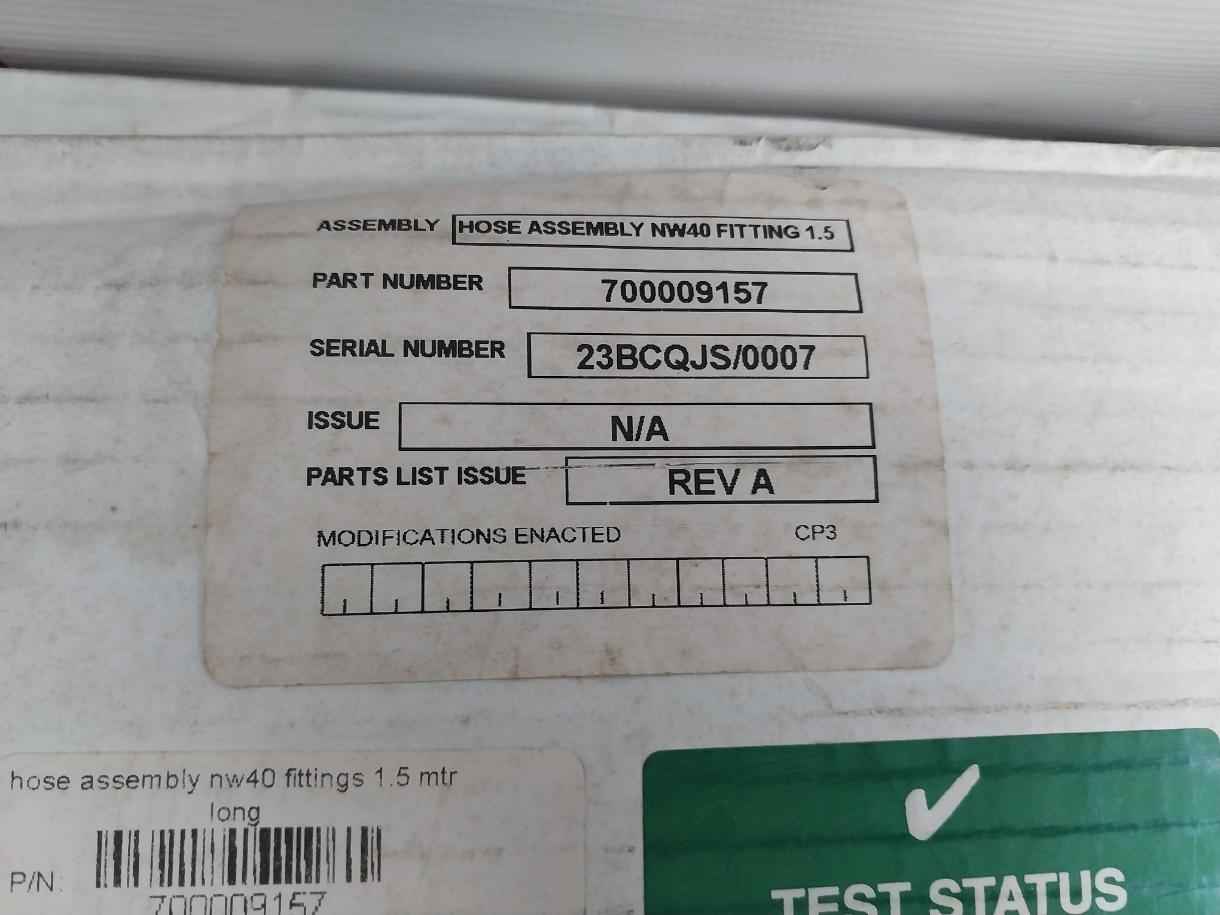 ASSEMBLY HOSE ASSEMBLY NW40 FITTING 1.5
PART NUMBER 700009157
SERIAL NUMBER 23BCQJS/0007
ISSUE N/A
PARTS LIST ISSUE REV A
MODIFICATIONS ENACTED CP3
hose assembly nw40 fittings 1.5 mtr
long
P/N:
700009157
TEST STATUS